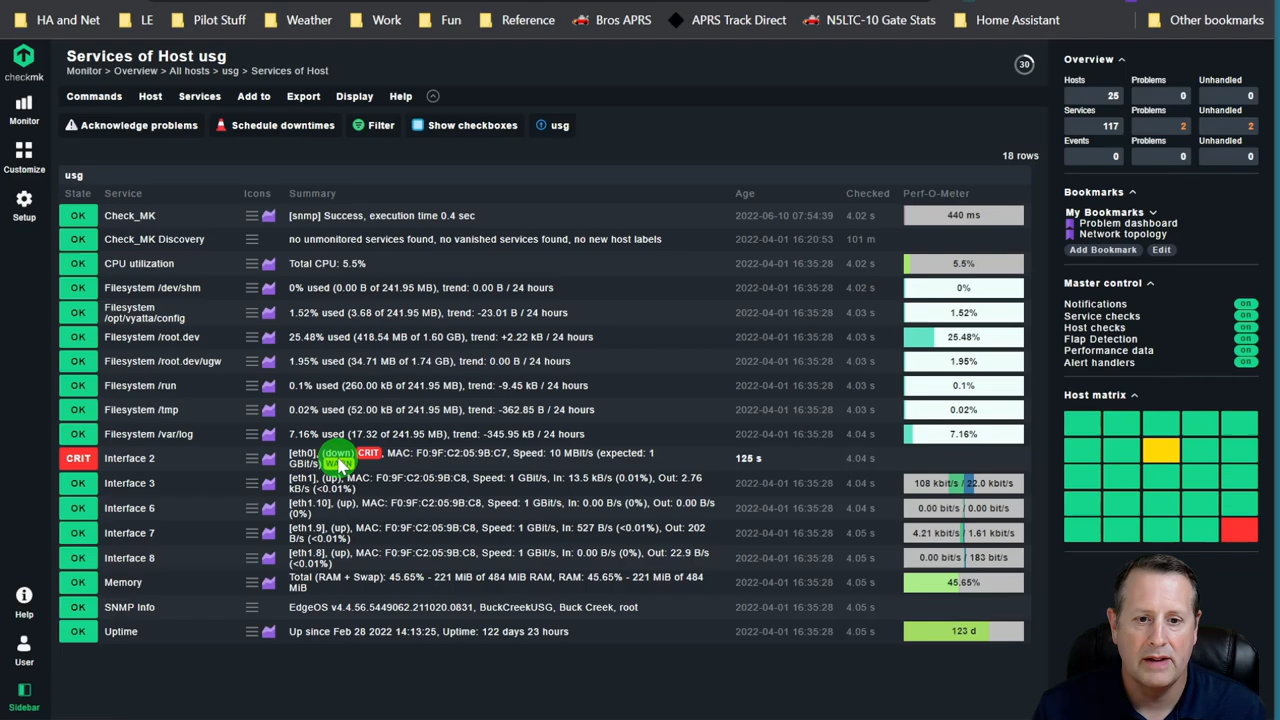 HA and Net
LE
Pilot Stuff
Weather
Work
Fun
Reference
Bros APRS
APRS Track Direct
N5LTC-10 Gate Stats
Home Assistant
Other bookmarks
checkmk
Monitor
Customize
Setup
Help
User
Sidebar
Services of Host usg
Monitor > Overview > All hosts > usg > Services of Host
30
Commands Host Services Add to Export Display Help
Acknowledge problems Schedule downtimes Filter Show checkboxes usg
18 rows
usg
State Service Icons Summary Age Checked Perf-O-Meter
OK Check_MK [snmp] Success, execution time 0.4 sec 2022-06-10 07:54:39 4.02 s 440 ms
OK Check_MK Discovery no unmonitored services found, no vanished services found, no new host labels 2022-04-01 16:20:53 101 m
OK CPU utilization Total CPU: 5.5% 2022-04-01 16:35:28 4.02 s 5.5%
OK Filesystem /dev/shm 0% used (0.00 B of 241.95 MB), trend: 0.00 B / 24 hours 2022-04-01 16:35:28 4.02 s 0%
OK Filesystem /opt/vyatta/config 1.52% used (3.68 of 241.95 MB), trend: -23.01 B / 24 hours 2022-04-01 16:35:28 4.03 s 1.52%
OK Filesystem /root.dev 25.48% used (418.54 MB of 1.60 GB), trend: +2.22 kB / 24 hours 2022-04-01 16:35:28 4.03 s 25.48%
OK Filesystem /root.dev/ugw 1.95% used (34.71 MB of 1.74 GB), trend: 0.00 B / 24 hours 2022-04-01 16:35:28 4.03 s 1.95%
OK Filesystem /run 0.1% used (260.00 kB of 241.95 MB), trend: -9.45 kB / 24 hours 2022-04-01 16:35:28 4.03 s 0.1%
OK Filesystem /tmp 0.02% used (52.00 kB of 241.95 MB), trend: -362.85 B / 24 hours 2022-04-01 16:35:28 4.03 s 0.02%
OK Filesystem /var/log 7.16% used (17.32 of 241.95 MB), trend: -345.95 kB / 24 hours 2022-04-01 16:35:28 4.03 s 7.16%
CRIT Interface 2 [eth0], (down) CRIT, MAC: F0:9F:C2:05:9B:C7, Speed: 10 MBit/s (expected: 1 125 s 4.04 s
GBit/s)
OK Interface 3 [eth1], (up), MAC: F0:9F:C2:05:9B:C8, Speed: 1 GBit/s, In: 13.5 kB/s (0.01%), Out: 2.76 2022-04-01 16:35:28 4.04 s 108 kbit/s / 22.0 kbit/s
kB/s (<0.01%)
OK Interface 6 [eth1.10], (up), MAC: F0:9F:C2:05:9B:C8, Speed: 1 GBit/s, In: 0.00 B/s (0%), Out: 0.00 B/s 2022-04-01 16:35:28 4.04 s 0.00 bit/s / 0.00 bit/s
(0%)
OK Interface 7 [eth1.9], (up), MAC: F0:9F:C2:05:9B:C8, Speed: 1 GBit/s, In: 527 B/s (<0.01%), Out: 202 2022-04-01 16:35:28 4.04 s 4.21 kbit/s / 1.61 kbit/s
B/s (<0.01%)
OK Interface 8 [eth1.8], (up), MAC: F0:9F:C2:05:9B:C8, Speed: 1 GBit/s, In: 0.00 B/s (0%), Out: 22.9 B/s 2022-04-01 16:35:28 4.04 s 0.00 bit/s / 183 bit/s
(<0.01%)
OK Memory Total (RAM + Swap): 45.65% - 221 MiB of 484 MiB RAM, RAM: 45.65% - 221 MiB of 484 2022-04-01 16:35:28 4.05 s 45.65%
MiB
OK SNMP Info EdgeOS v4.4.56.5449062.211020.0831, BuckCreekUSG, Buck Creek, root 2022-04-01 16:35:28 4.05 s
OK Uptime Up since Feb 28 2022 14:13:25, Uptime: 122 days 23 hours 2022-04-01 16:35:28 4.05 s 123 d
Overview
Hosts Problems Unhandled
25 0 0
Services Problems Unhandled
117 2 2
Events Problems Unhandled
0 0 0
Bookmarks
My Bookmarks
Problem dashboard
Network topology
Add Bookmark Edit
Master control
Notifications on
Service checks on
Host checks on
Flap Detection on
Performance data on
Alert handlers on
Host matrix